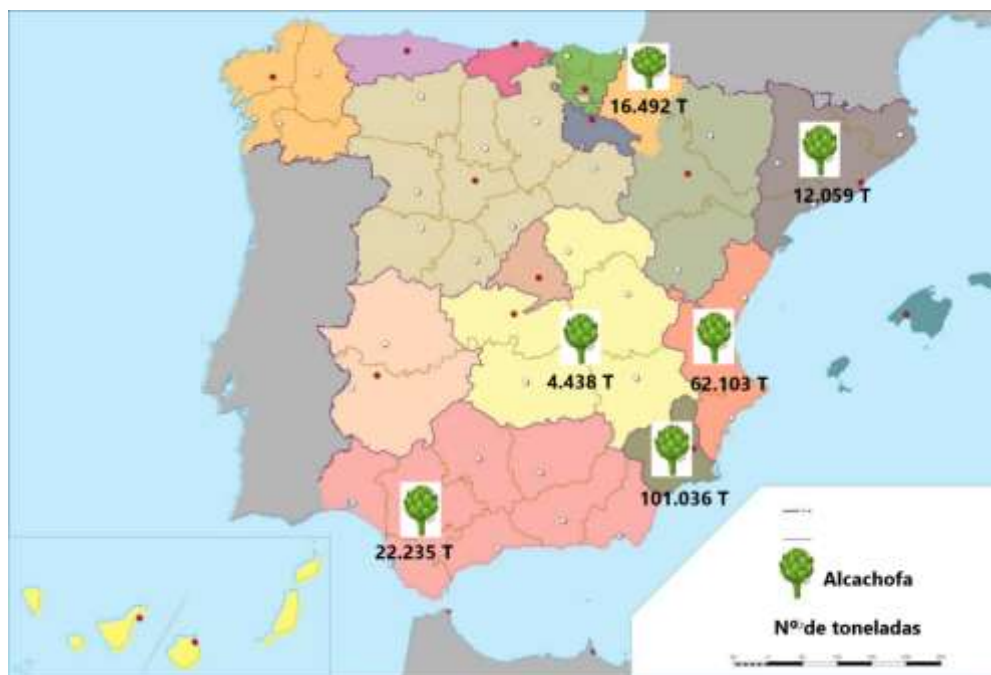 16.492 T
12.059 T
4.438 T
62.103 T
101.036 T
22.235 T
Alcachofa
Nº de toneladas